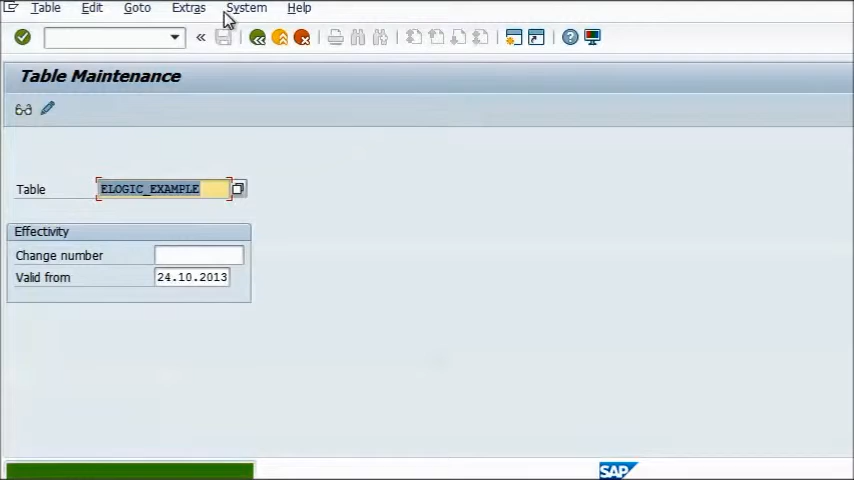 Table Edit Goto Extras System Help
Table Maintenance
Table ELOGIC_EXAMPLE
Effectivity
Change number
Valid from 24.10.2013
SAP